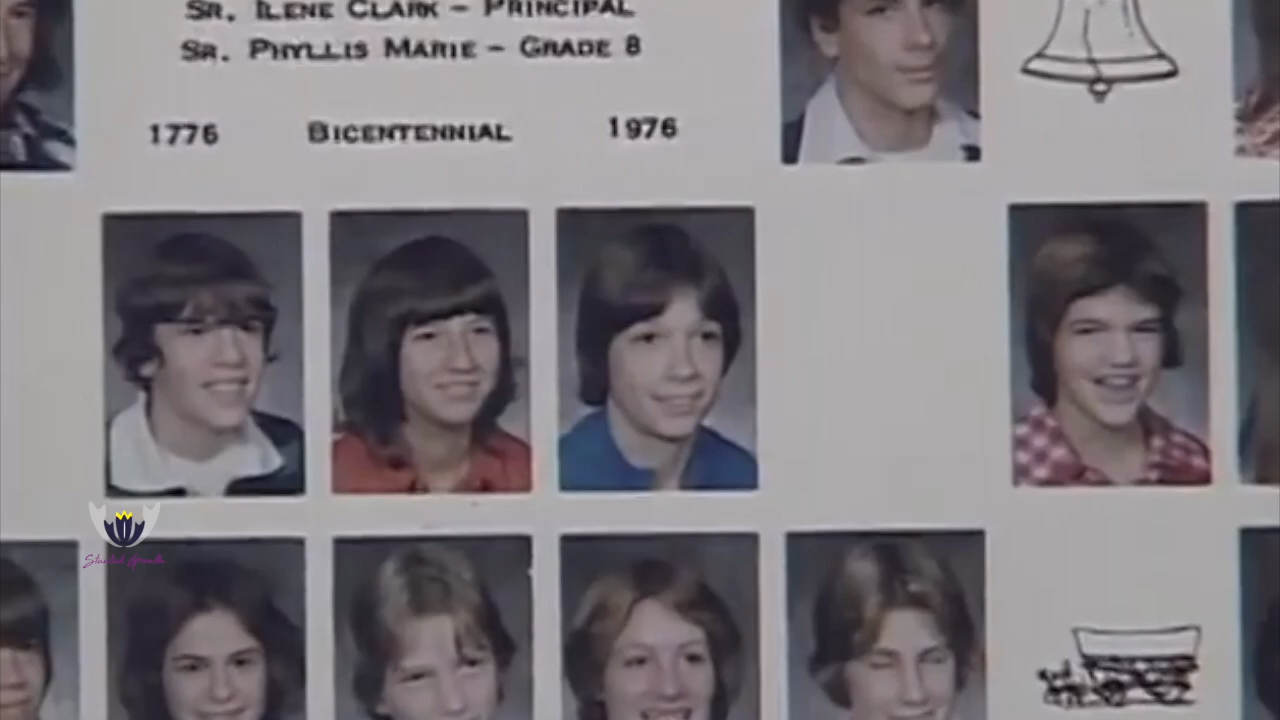 SR. ILENE CLARK – PRINCIPAL
SR. PHYLLIS MARIE – GRADE 8
1776 BICENTENNIAL 1976